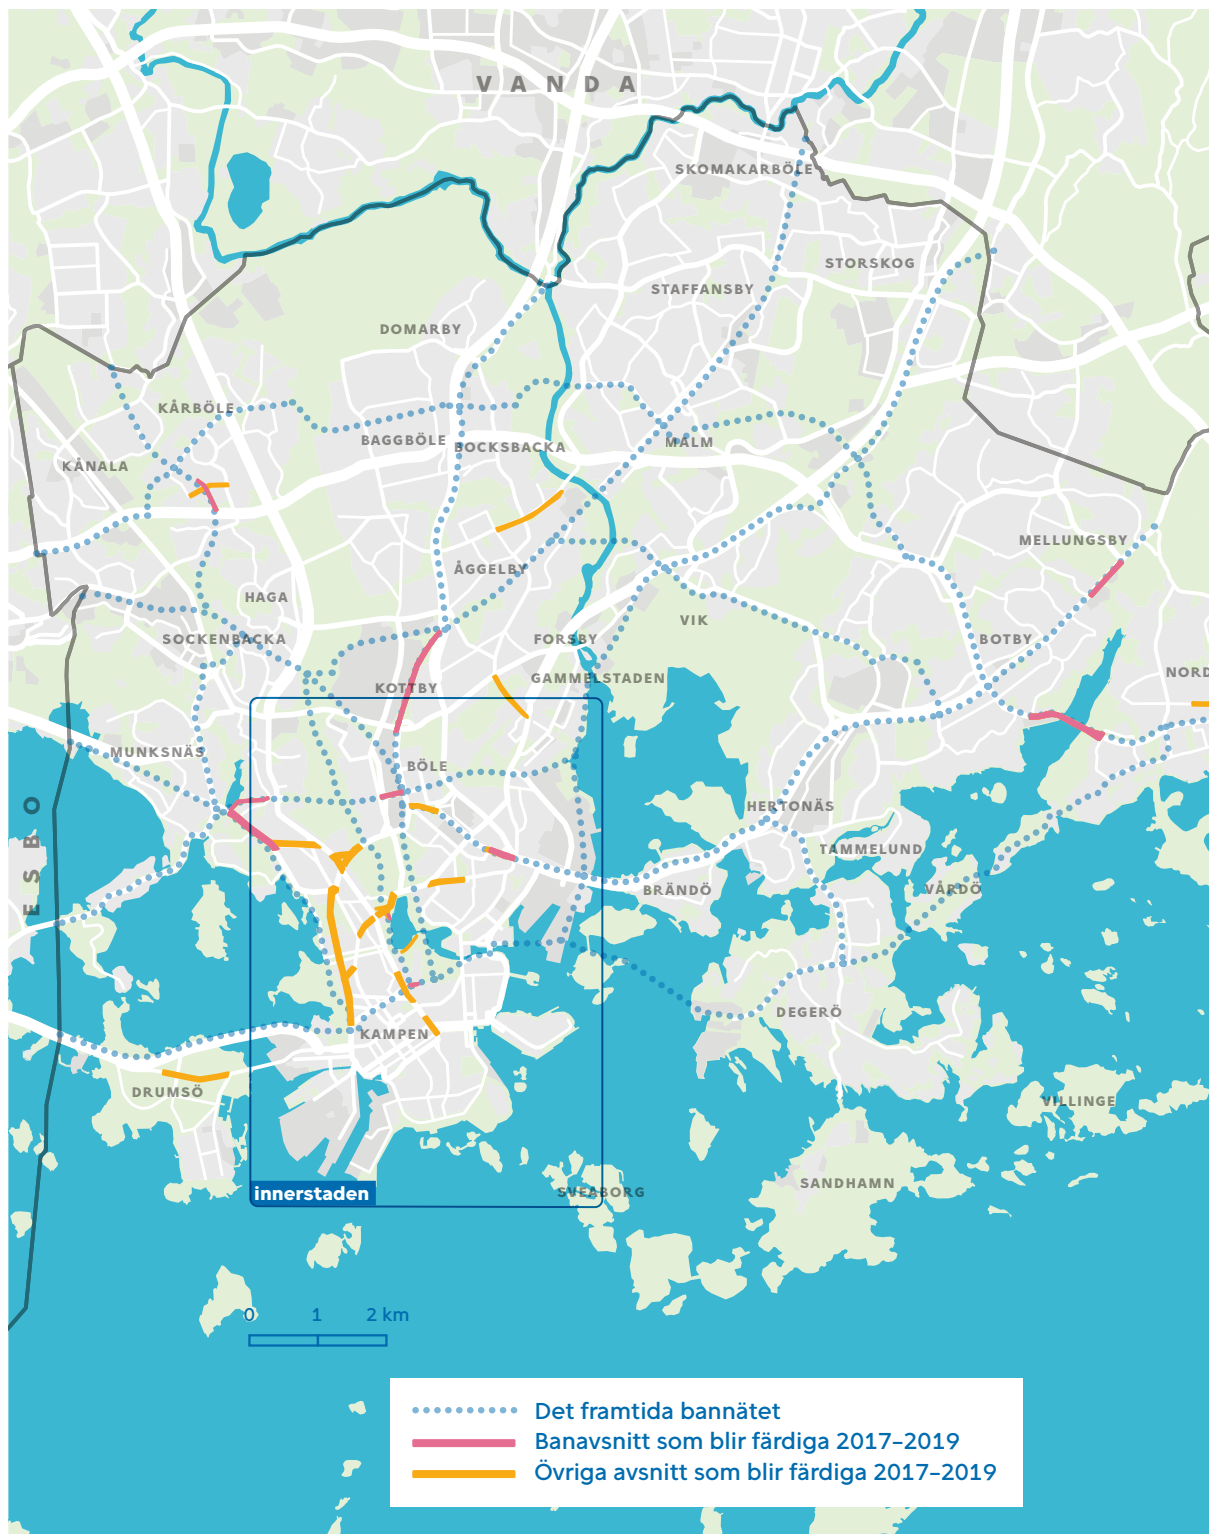 VANDA
SKOMAKARBÖLE
STORSKOG
STAFFANSBY
DOMARBY
KÅRBÖLE
BAGGBÖLE
BOCKSBACKA
MALM
KÅNALA
MELLUNGSBY
ÅGGELBY
HAGA
VIK
SOCKENBACKA
FORSBY
BOTBY
GAMMELSTADEN
NORD
KOTTBY
MUNKSNÄS
BÖLE
ESBO
HERTONÄS
TAMMELUND
BRÄNDÖ
VÅRDÖ
DEGERÖ
KAMPEN
DRUMSÖ
VILLINGE
SANDHAMN
SVEABORG
innerstaden
0 1 2 km
Det framtida bannätet
Banavsnitt som blir färdiga 2017–2019
Övriga avsnitt som blir färdiga 2017–2019